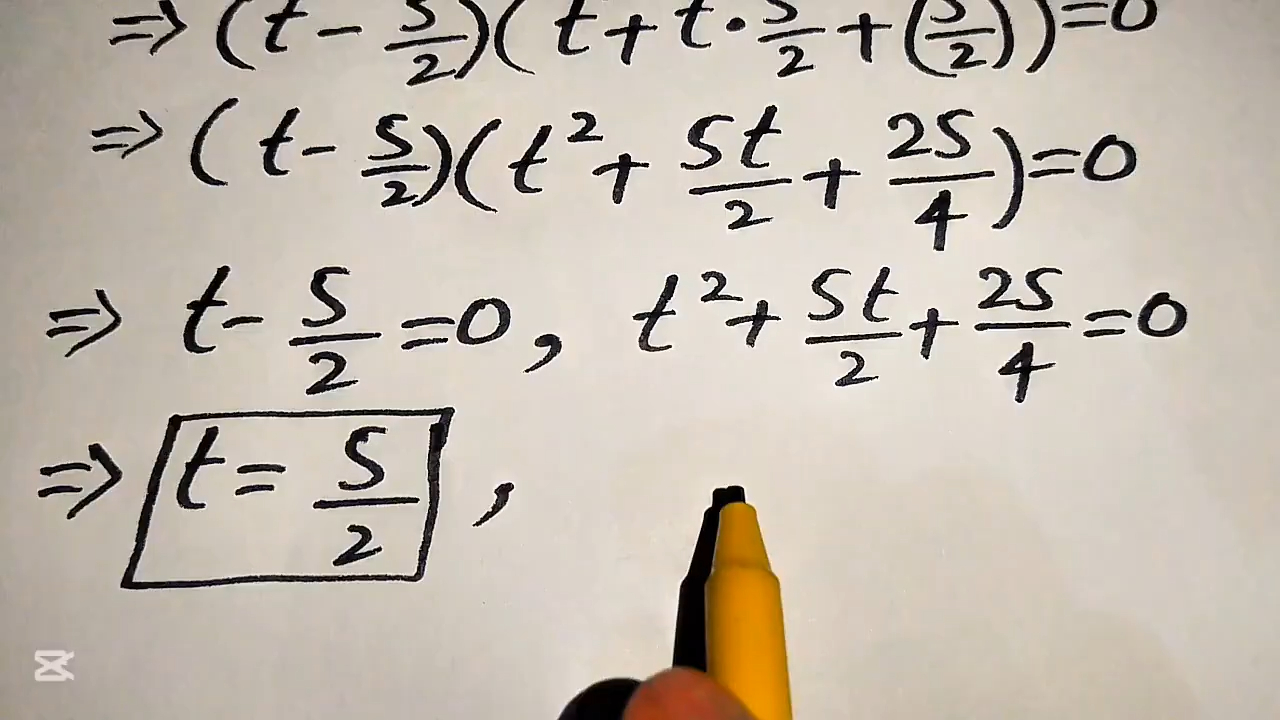 ⇒ (t - 5/2)(t + t·5/2 + (5/2)) = 0
⇒ (t - 5/2)(t² + 5t/2 + 25/4) = 0
⇒ t - 5/2 = 0, t² + 5t/2 + 25/4 = 0
⇒ t = 5/2 ,